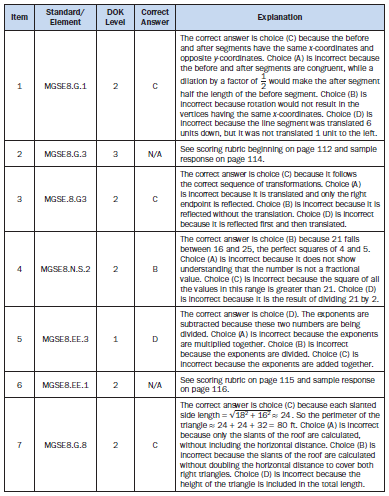 Item
Standard/
Element
DOK
Level
Correct
Answer
Explanation
1
MGSE8.G.1
2
C
The correct answer is choice (C) because the before
and after segments have the same x-coordinates and
opposite y-coordinates. Choice (A) is incorrect because
the before and after segments are congruent, while a
dilation by a factor of 1/2 would make the after segment
half the length of the before segment. Choice (B) is
incorrect because rotation would not result in the
vertices having the same x-coordinates. Choice (D) is
incorrect because the line segment was translated 6
units down, but it was not translated 1 unit to the left.
2
MGSE8.G.3
3
N/A
See scoring rubric beginning on page 112 and sample
response on page 114.
3
MGSE.8.G3
2
C
The correct answer is choice (C) because it follows
the correct sequence of transformations. Choice (A)
is incorrect because it is translated and only the right
endpoint is reflected. Choice (B) is incorrect because it is
reflected without the translation. Choice (D) is incorrect
because it is reflected first and then translated.
4
MGSE8.N.S.2
2
B
The correct answer is choice (B) because 21 falls
between 16 and 25, the perfect squares of 4 and 5.
Choice (A) is incorrect because it does not show
understanding that the number is not a fractional
value. Choice (C) is incorrect because the square of all
the values in this range is greater than 21. Choice (D)
is incorrect because it is the result of dividing 21 by 2.
5
MGSE8.EE.3
1
D
The correct answer is choice (D). The exponents are
subtracted because these two numbers are being
divided. Choice (A) is incorrect because the exponents
are multiplied together. Choice (B) is incorrect
because the exponents are divided. Choice (C) is
incorrect because the exponents are added together.
6
MGSE8.EE.1
2
N/A
See scoring rubric on page 115 and sample response
on page 116.
7
MGSE8.G.8
2
C
The correct answer is choice (C) because each slanted
side length = √18² + 16² ≈ 24. So the perimeter of the
triangle ≈ 24 + 24 + 32 = 80 ft. Choice (A) is incorrect
because only the slants of the roof are calculated,
without including the horizontal distance. Choice (B) is
incorrect because the slants of the roof are calculated
without doubling the horizontal distance to cover both
right triangles. Choice (D) is incorrect because the
height of the triangle is included in the total length.